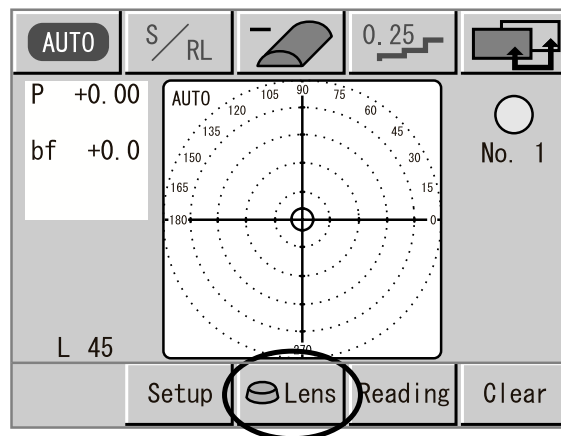 AUTO
S/RL
0.25
P +0.00
bf +0.0
AUTO
105
90
75
120
60
135
45
150
30
165
15
180
0
270
No. 1
L 45
Setup
Lens
Reading
Clear